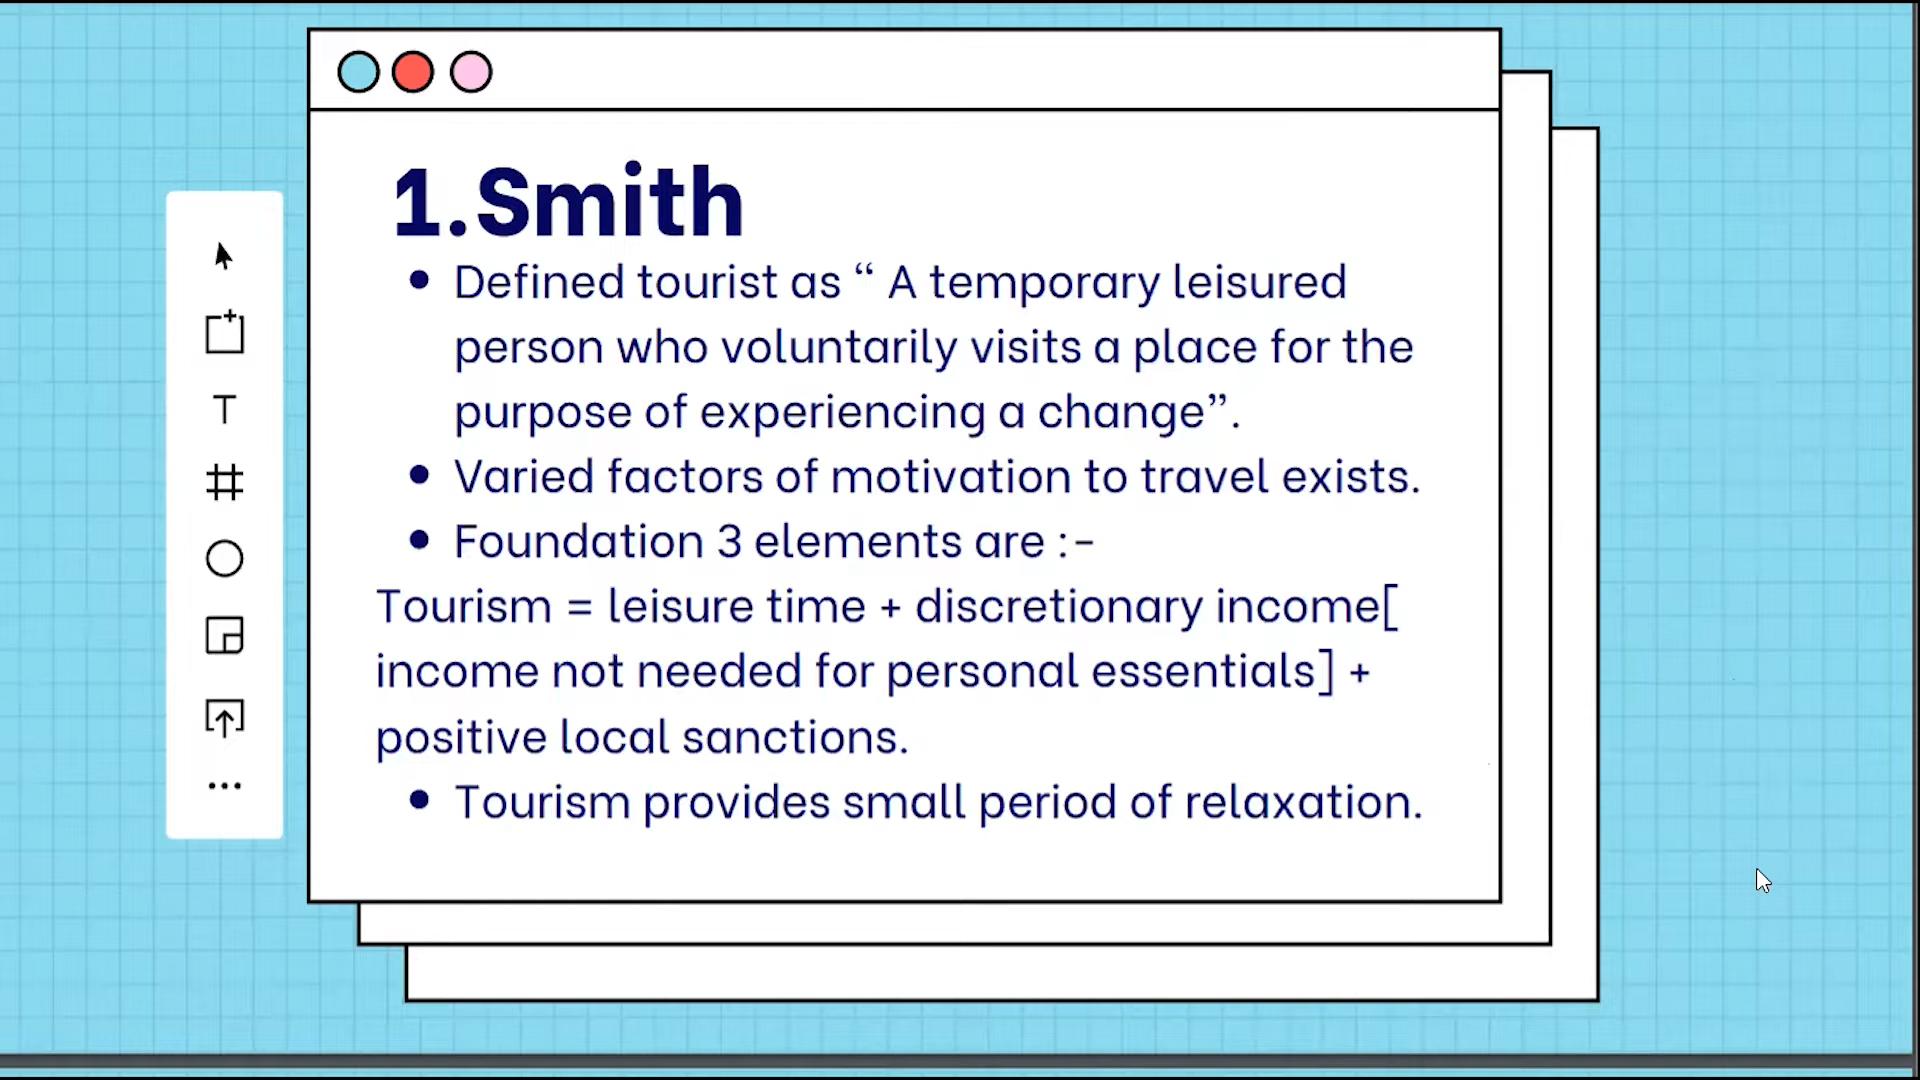 1.Smith
• Defined tourist as “ A temporary leisured
person who voluntarily visits a place for the
purpose of experiencing a change”.
• Varied factors of motivation to travel exists.
• Foundation 3 elements are :-
Tourism = leisure time + discretionary income[
income not needed for personal essentials] +
positive local sanctions.
• Tourism provides small period of relaxation.